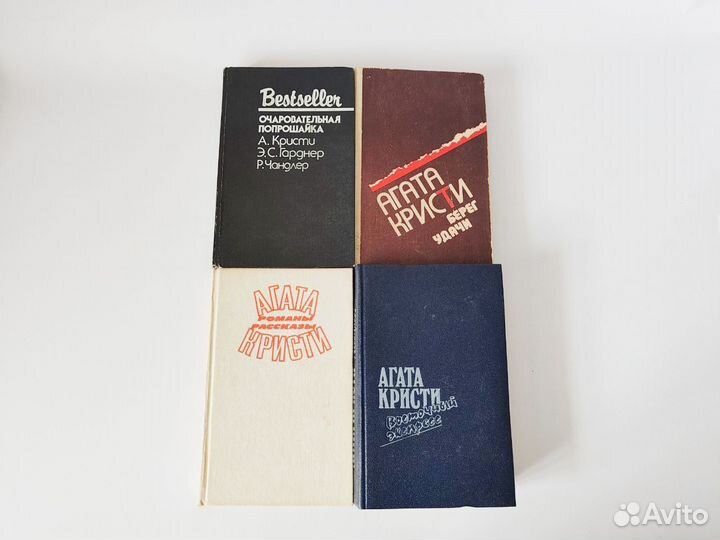 Bestseller
ОЧАРОВАТЕЛЬНАЯ
ПОПРОШАЙКА
А. Кристи
Э.С. Гарднер
Р. Чандлер
АГАТА
КРИСТИ
БЕРЕГ
УДАЧИ
АГАТА
РОМАНЫ
РАССКАЗЫ
КРИСТИ
АГАТА
КРИСТИ
Восточный
экспресс
Avito